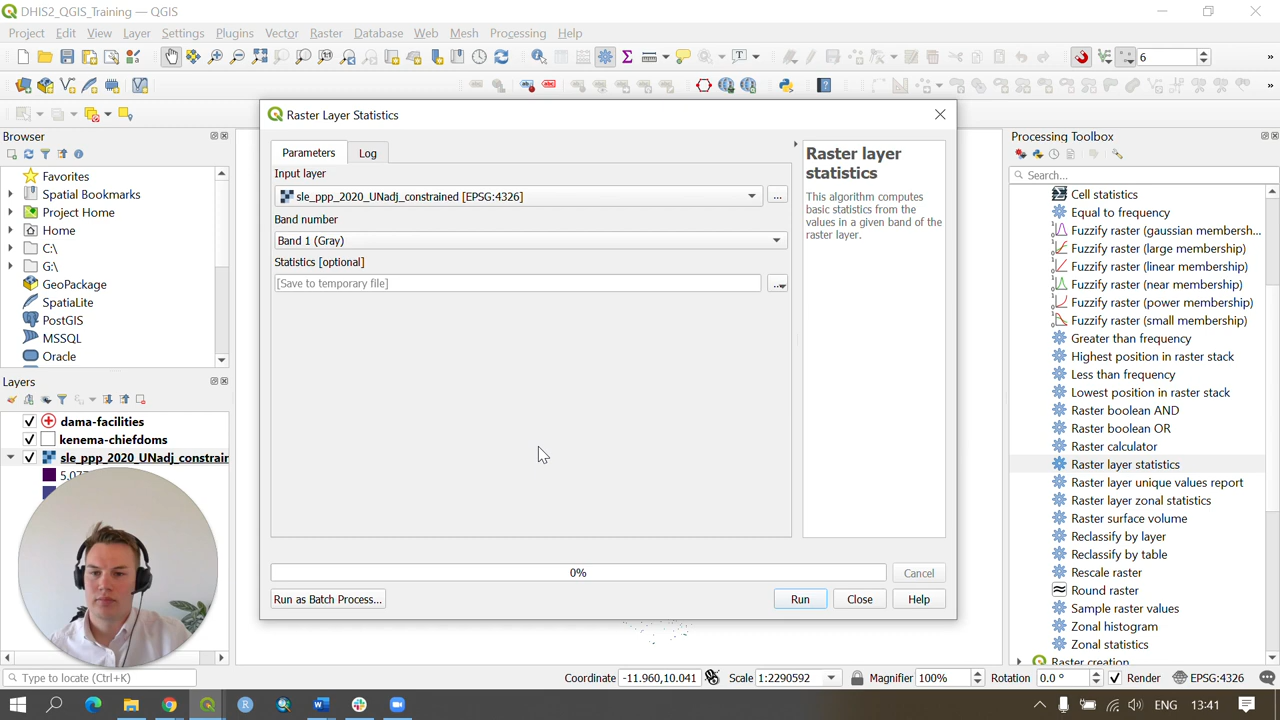 DHIS2_QGIS_Training — QGIS
Project Edit View Layer Settings Plugins Vector Raster Database Web Mesh Processing Help
6
»
abc
abc
»
Browser
Favorites
Spatial Bookmarks
Project Home
Home
C:\
G:\
GeoPackage
SpatiaLite
PostGIS
MSSQL
Oracle
Layers
dama-facilities
kenema-chiefdoms
sle_ppp_2020_UNadj_constrair
Raster Layer Statistics
Parameters
Log
Input layer
sle_ppp_2020_UNadj_constrained [EPSG:4326]
...
Band number
Band 1 (Gray)
Statistics [optional]
[Save to temporary file]
...
Raster layer
statistics
This algorithm computes
basic statistics from the
values in a given band of the
raster layer.
0%
Cancel
Run as Batch Process...
Run
Close
Help
Processing Toolbox
Search...
Cell statistics
Equal to frequency
Fuzzify raster (gaussian membersh...
Fuzzify raster (large membership)
Fuzzify raster (linear membership)
Fuzzify raster (near membership)
Fuzzify raster (power membership)
Fuzzify raster (small membership)
Greater than frequency
Highest position in raster stack
Less than frequency
Lowest position in raster stack
Raster boolean AND
Raster boolean OR
Raster calculator
Raster layer statistics
Raster layer unique values report
Raster layer zonal statistics
Raster surface volume
Reclassify by layer
Reclassify by table
Rescale raster
Round raster
Sample raster values
Zonal histogram
Zonal statistics
Raster creation
Type to locate (Ctrl+K)
Coordinate -11.960,10.041 Scale 1:2290592 Magnifier 100% Rotation 0.0 ° Render EPSG:4326
ENG 13:41